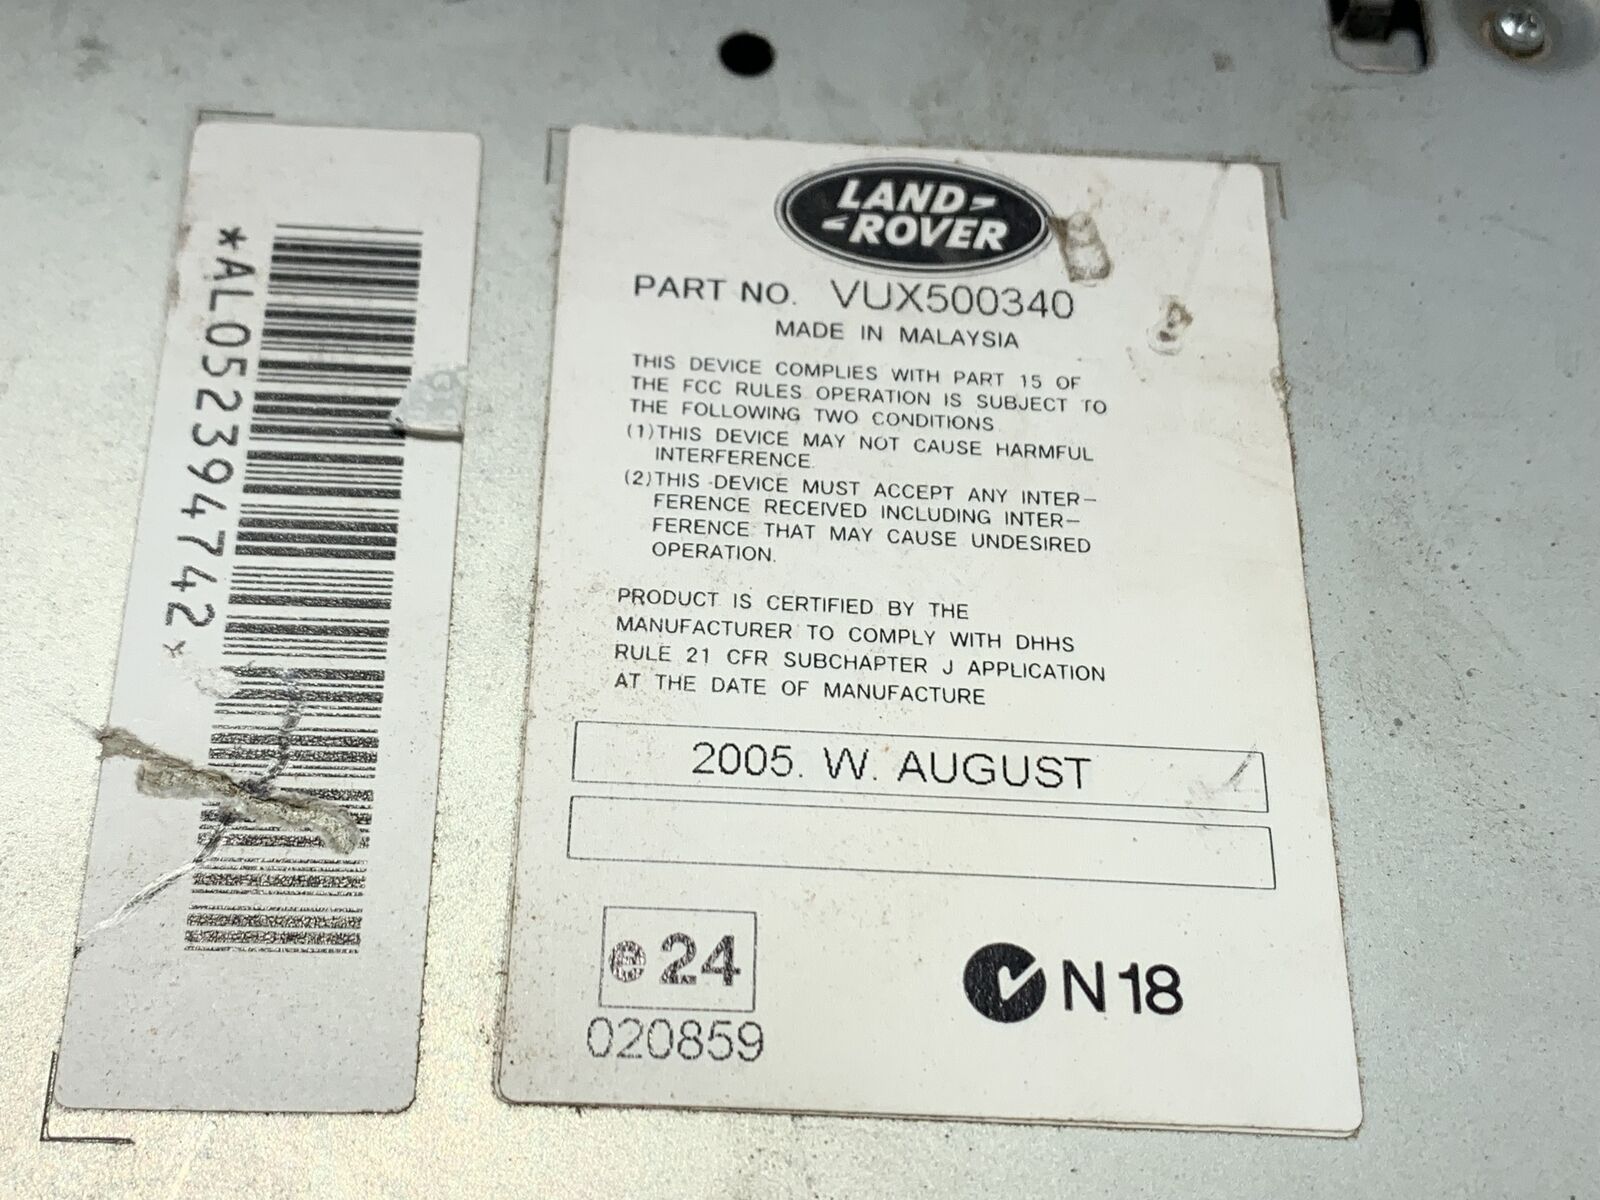 *AL052394742*
LAND-
-ROVER
PART NO. VUX500340
MADE IN MALAYSIA
THIS DEVICE COMPLIES WITH PART 15 OF
THE FCC RULES OPERATION IS SUBJECT TO
THE FOLLOWING TWO CONDITIONS
(1)THIS DEVICE MAY NOT CAUSE HARMFUL
INTERFERENCE.
(2)THIS DEVICE MUST ACCEPT ANY INTER-
FERENCE RECEIVED INCLUDING INTER-
FERENCE THAT MAY CAUSE UNDESIRED
OPERATION.
PRODUCT IS CERTIFIED BY THE
MANUFACTURER TO COMPLY WITH DHHS
RULE 21 CFR SUBCHAPTER J APPLICATION
AT THE DATE OF MANUFACTURE
2005. W. AUGUST
e24
020859
N18